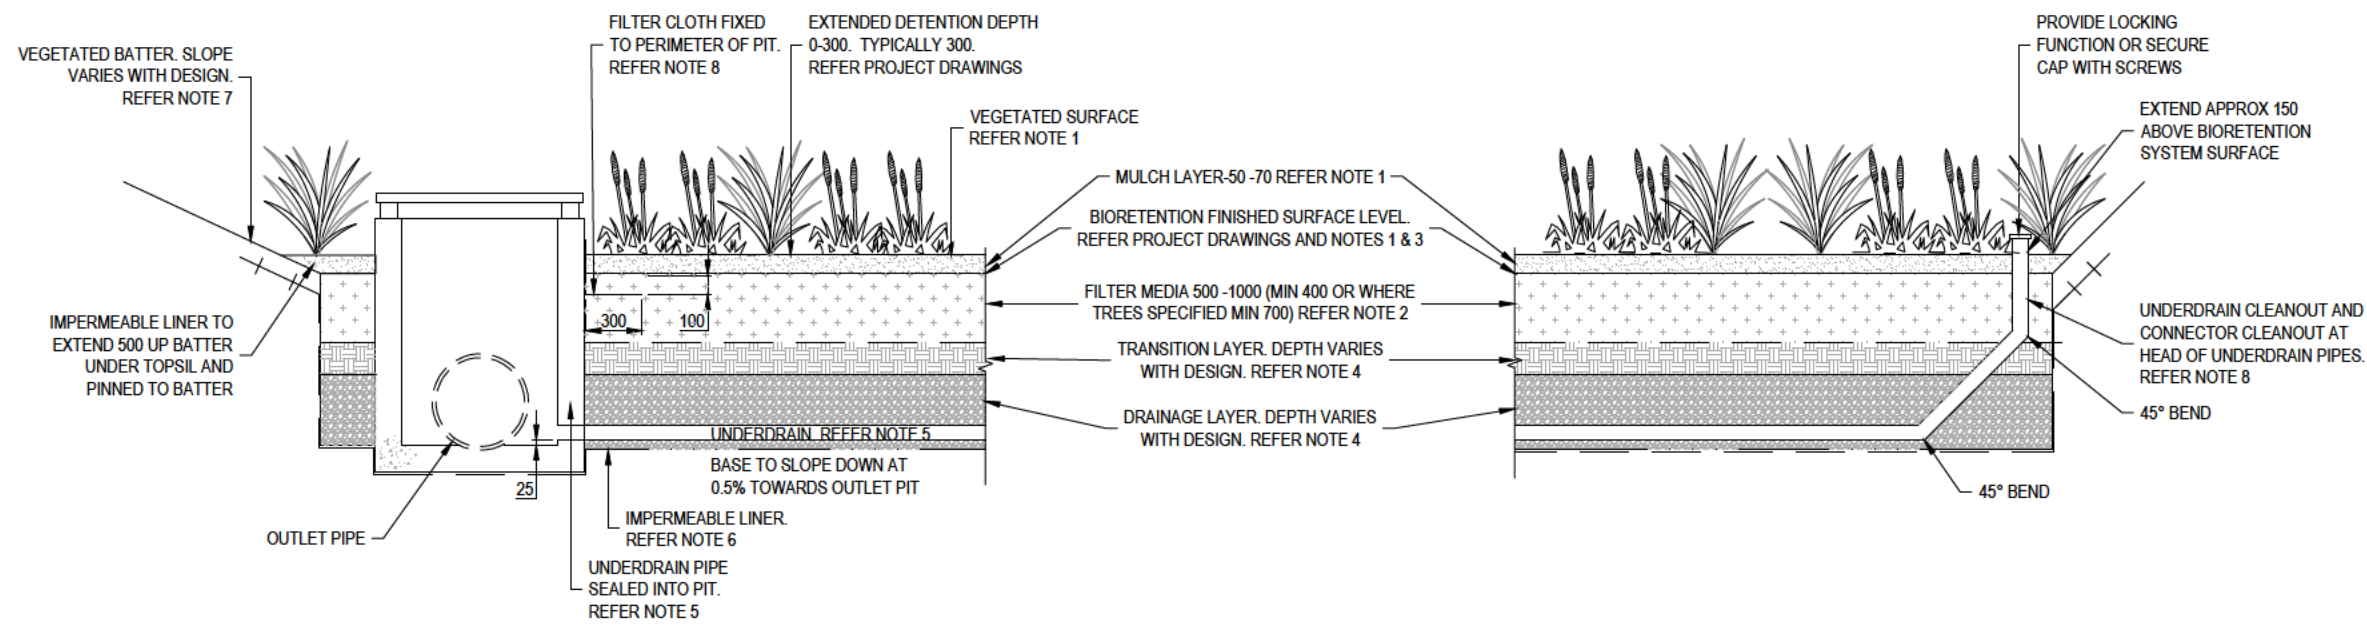 VEGETATED BATTER. SLOPE
VARIES WITH DESIGN.
REFER NOTE 7
FILTER CLOTH FIXED
TO PERIMETER OF PIT.
REFER NOTE 8
EXTENDED DETENTION DEPTH
0-300. TYPICALLY 300.
REFER PROJECT DRAWINGS
VEGETATED SURFACE
REFER NOTE 1
PROVIDE LOCKING
FUNCTION OR SECURE
CAP WITH SCREWS
EXTEND APPROX 150
ABOVE BIORETENTION
SYSTEM SURFACE
MULCH LAYER-50 -70 REFER NOTE 1
BIORETENTION FINISHED SURFACE LEVEL.
REFER PROJECT DRAWINGS AND NOTES 1 & 3
FILTER MEDIA 500 -1000 (MIN 400 OR WHERE
TREES SPECIFIED MIN 700) REFER NOTE 2
TRANSITION LAYER. DEPTH VARIES
WITH DESIGN. REFER NOTE 4
DRAINAGE LAYER. DEPTH VARIES
WITH DESIGN. REFER NOTE 4
300
100
IMPERMEABLE LINER TO
EXTEND 500 UP BATTER
UNDER TOPSIL AND
PINNED TO BATTER
UNDERDRAIN CLEANOUT AND
CONNECTOR CLEANOUT AT
HEAD OF UNDERDRAIN PIPES.
REFER NOTE 8
45° BEND
UNDERDRAIN REFER NOTE 5
BASE TO SLOPE DOWN AT
0.5% TOWARDS OUTLET PIT
25
45° BEND
IMPERMEABLE LINER.
REFER NOTE 6
OUTLET PIPE
UNDERDRAIN PIPE
SEALED INTO PIT.
REFER NOTE 5